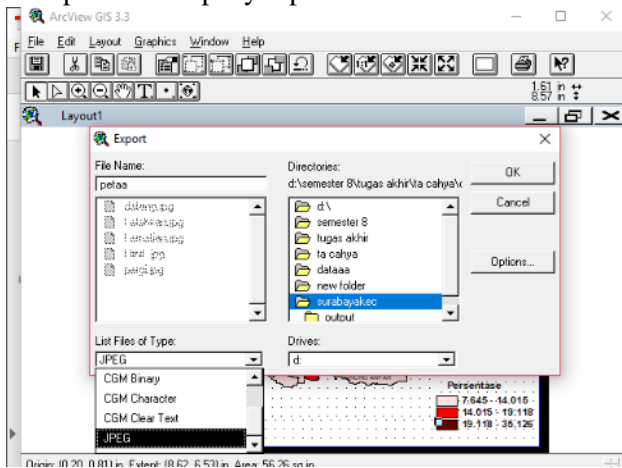 ArcView GIS 3.3
File Edit Layout Graphics Window Help
1.61 in
8.57 in
Layout1
Export
File Name:
petaa
Directories:
d:\semester 8\tugas akhir\ta cahya\
OK
Cancel
Options...
d:\
semester 8
tugas akhir
ta cahya
dataaa
new folder
surabayakec
output
List Files of Type:
JPEG
Drives:
d:
CGM Binary
CGM Character
CGM Clear Text
JPEG
Persentase
7.645 - 14.015
14.015 - 19.118
19.118 - 35.126
Origin: (0.20, 0.81) in Extent: (8.62, 6.53) in Area: 56.26 sq in